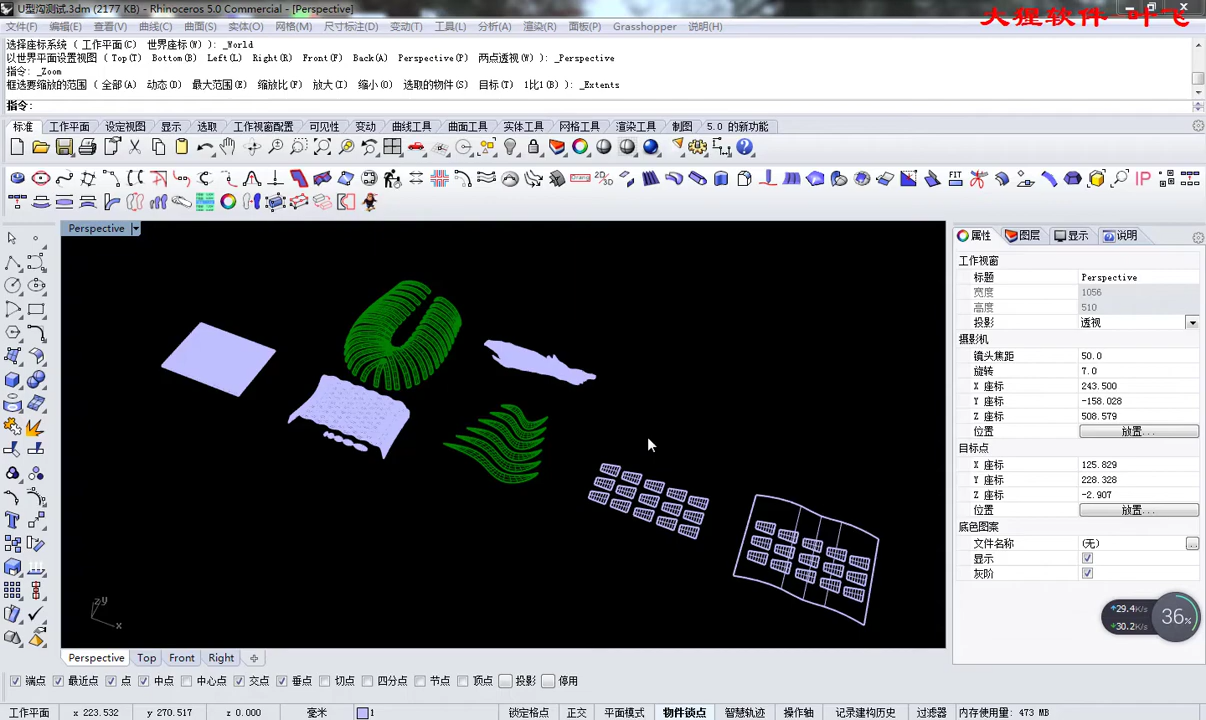 U型沟测试.3dm (2177 KB) - Rhinoceros 5.0 Commercial - [Perspective]
大猩软件-叶飞
文件(F) 编辑(E) 查看(V) 曲线(C) 曲面(S) 实体(O) 网格(M) 尺寸标注(D) 变动(T) 工具(L) 分析(A) 渲染(R) 面板(P) Grasshopper 说明(H)
选择座标系统 ( 工作平面(C) 世界座标(W) ): _World
以世界平面设置视图 ( Top(T) Bottom(B) Left(L) Right(R) Front(F) Back(A) Perspective(P) 两点透视(W) ): _Perspective
指令: _Zoom
框选要缩放的范围 ( 全部(A) 动态(D) 最大范围(E) 缩放比(F) 放大(I) 缩小(O) 选取的物件(S) 目标(T) 1比1(B) ): _Extents
指令:
标准 工作平面 设定视图 显示 选取 工作视窗配置 可见性 变动 曲线工具 曲面工具 实体工具 网格工具 渲染工具 制图 5.0 的新功能
2D/3D FIT IP
Perspective
属性 图层 显示 说明
工作视窗
标题 Perspective
宽度 1056
高度 510
投影 透视
摄影机
镜头焦距 50.0
旋转 7.0
X 座标 243.500
Y 座标 -158.028
Z 座标 508.579
位置 放置...
目标点
X 座标 125.829
Y 座标 228.328
Z 座标 -2.907
位置 放置...
底色图案
文件名称 (无) ...
显示
灰阶
29.4K/s
30.2K/s
36%
z y
x
Perspective Top Front Right
端点 最近点 点 中点 中心点 交点 垂点 切点 四分点 节点 顶点 投影 停用
工作平面 x 223.532 y 270.517 z 0.000 毫米 1 锁定格点 正交 平面模式 物件锁点 智慧轨迹 操作轴 记录建构历史 过滤器 内存使用量: 473 MB